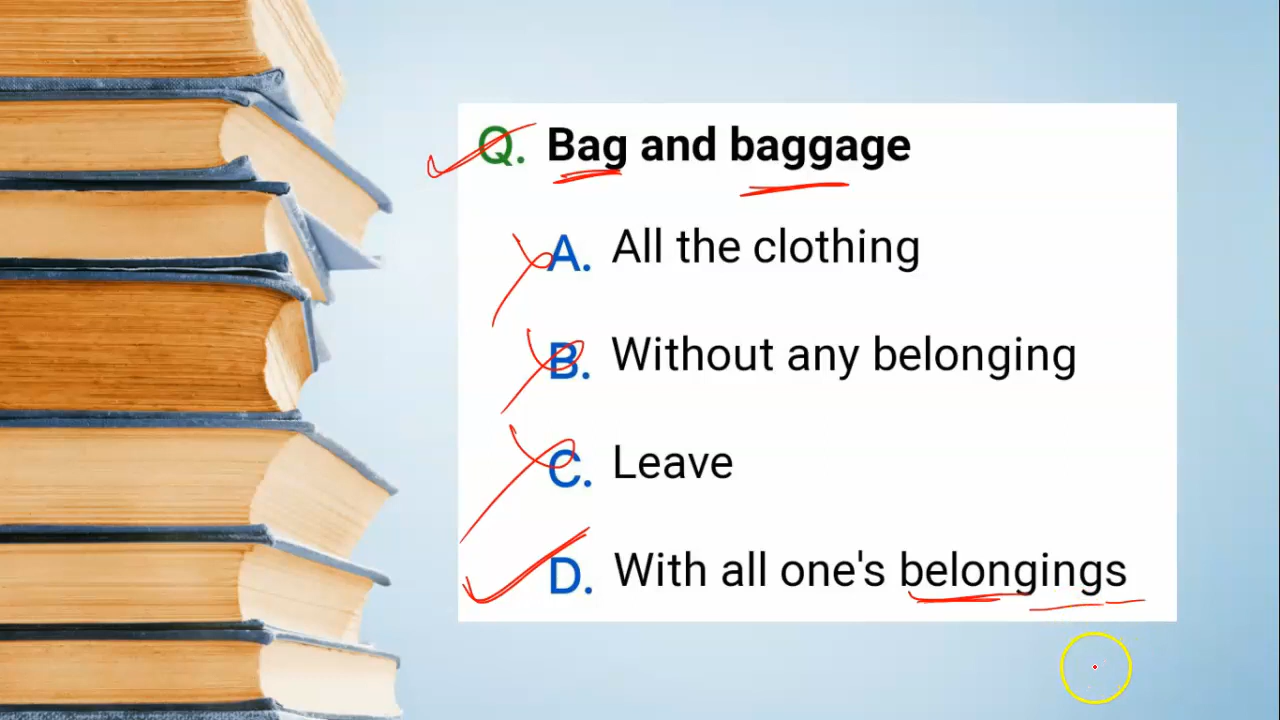 Q. Bag and baggage
A. All the clothing
B. Without any belonging
C. Leave
D. With all one's belongings